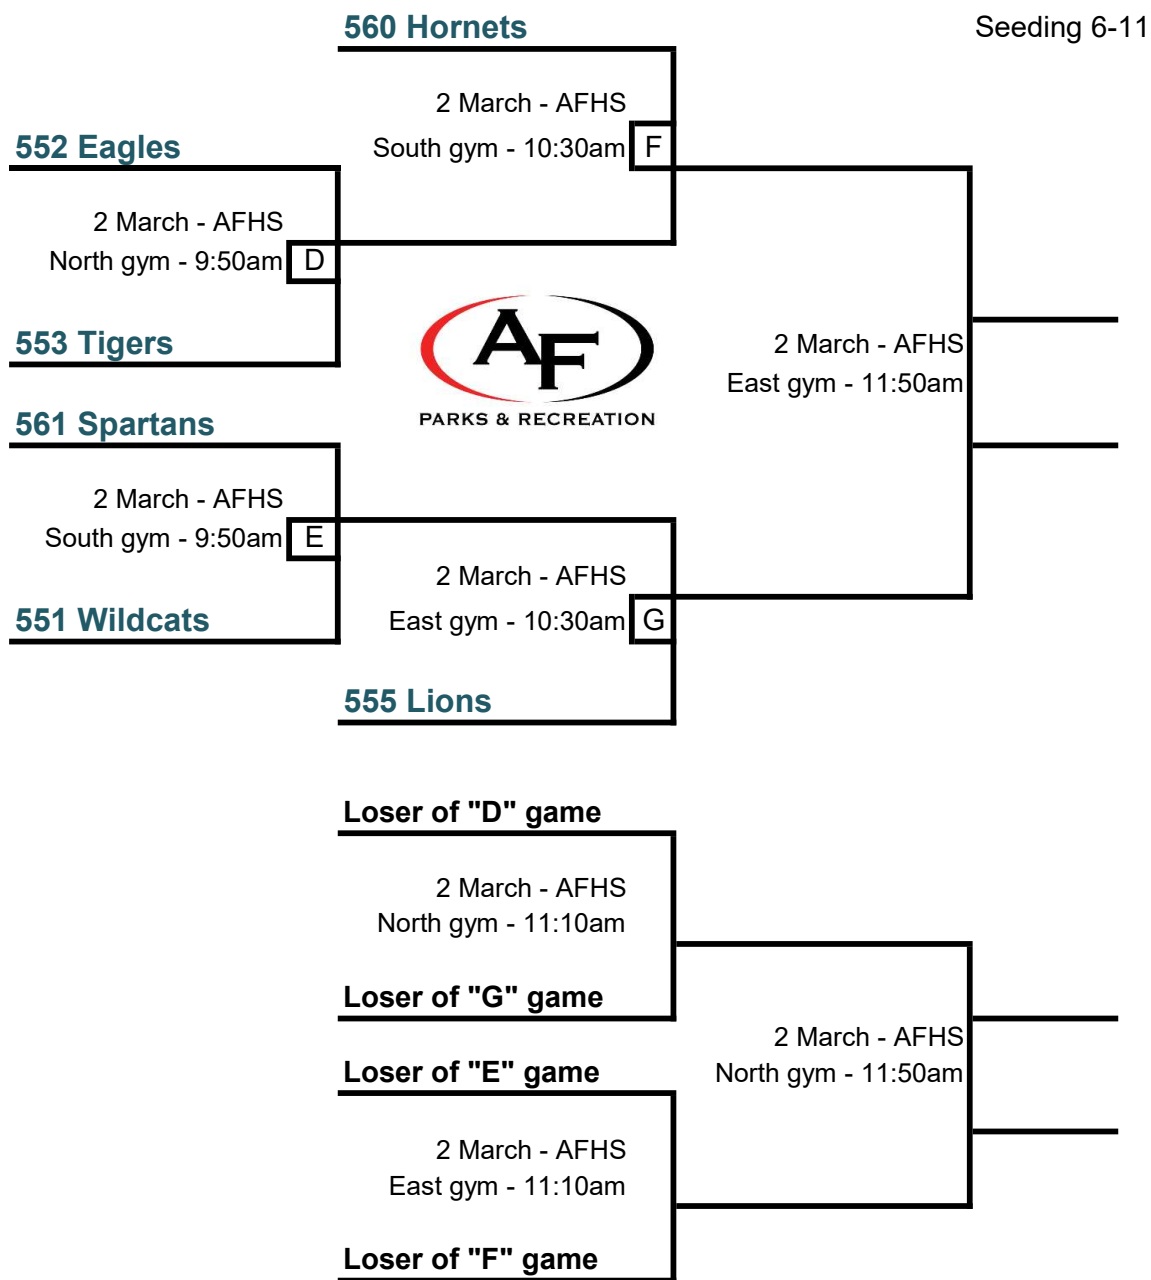 560 Hornets
Seeding 6-11
2 March - AFHS
South gym - 10:30am
F
552 Eagles
2 March - AFHS
North gym - 9:50am
D
553 Tigers
AF
PARKS & RECREATION
2 March - AFHS
East gym - 11:50am
561 Spartans
2 March - AFHS
South gym - 9:50am
E
551 Wildcats
2 March - AFHS
East gym - 10:30am
G
555 Lions
Loser of "D" game
2 March - AFHS
North gym - 11:10am
Loser of "G" game
2 March - AFHS
North gym - 11:50am
Loser of "E" game
2 March - AFHS
East gym - 11:10am
Loser of "F" game